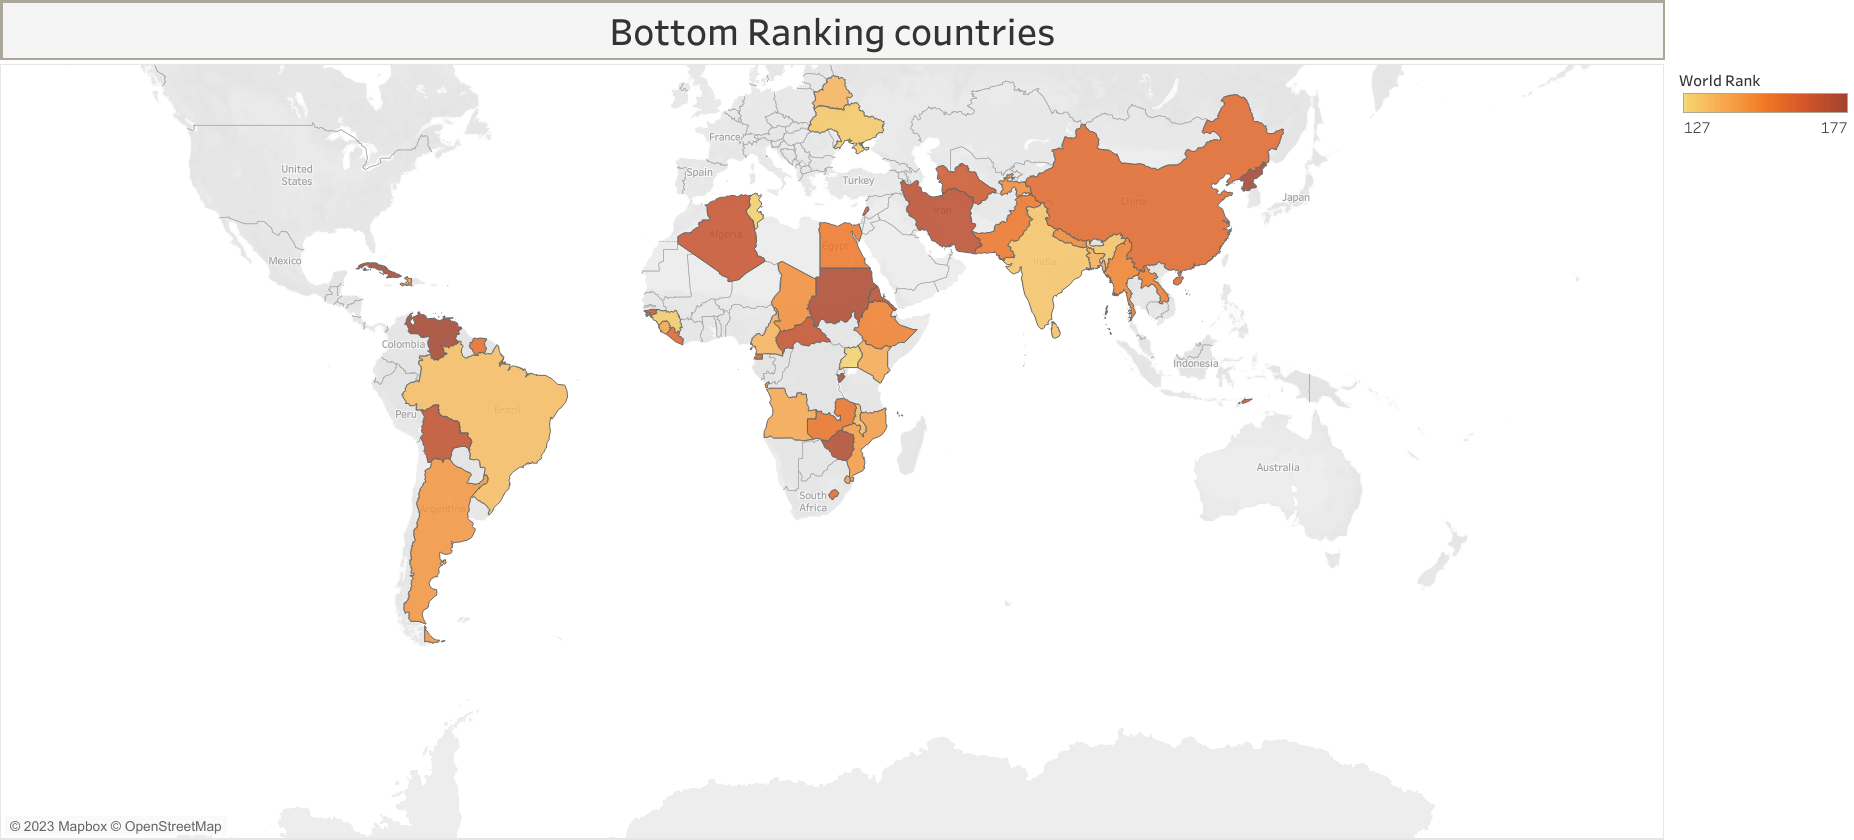 Bottom Ranking countries
World Rank
127
177
France
United
States
Spain
Turkey
Japan
China
Iran
Algeria
Egypt
Mexico
India
Colombia
Indonesia
Peru
Brazil
Australia
South
Africa
Argentina
© 2023 Mapbox © OpenStreetMap